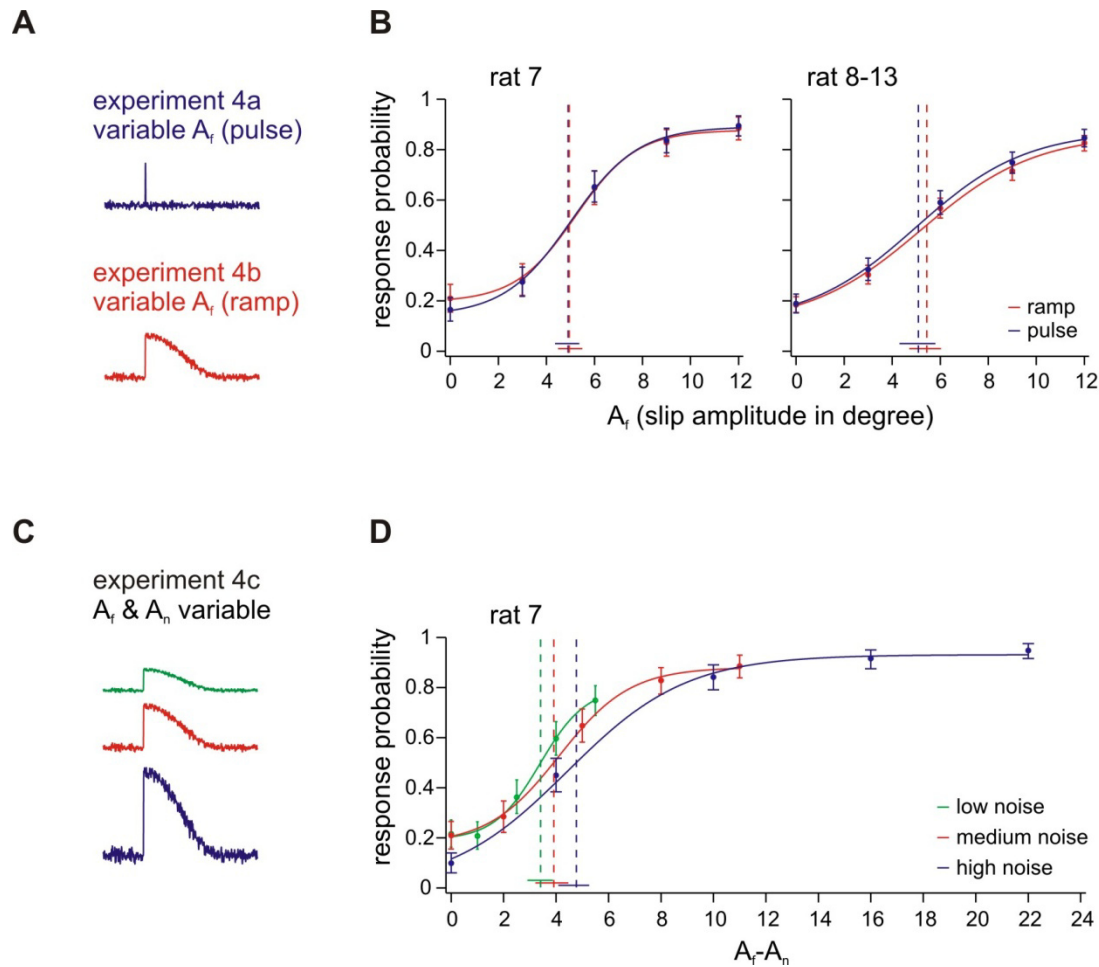 A
experiment 4a
variable Af (pulse)
experiment 4b
variable Af (ramp)
B
rat 7
rat 8-13
response probability
1
0.8
0.6
0.4
0.2
0
0 2 4 6 8 10 12
0 2 4 6 8 10 12
ramp
pulse
Af (slip amplitude in degree)
C
experiment 4c
Af & An variable
D
rat 7
response probability
1
0.8
0.6
0.4
0.2
0
low noise
medium noise
high noise
0 2 4 6 8 10 12 14 16 18 20 22 24
Af-An